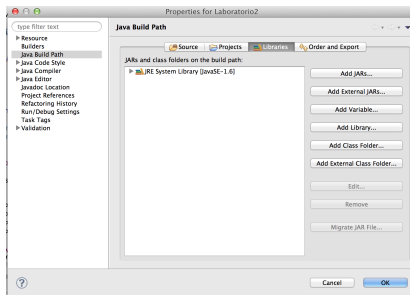 Properties for Laboratorio2
type filter text
Resource
Builders
Java Build Path
Java Code Style
Java Compiler
Java Editor
Javadoc Location
Project References
Refactoring History
Run/Debug Settings
Task Tags
Validation
Java Build Path
Source
Projects
Libraries
Order and Export
JARs and class folders on the build path:
JRE System Library [JavaSE-1.6]
Add JARs...
Add External JARs...
Add Variable...
Add Library...
Add Class Folder...
Add External Class Folder...
Edit...
Remove
Migrate JAR File...
?
Cancel
OK